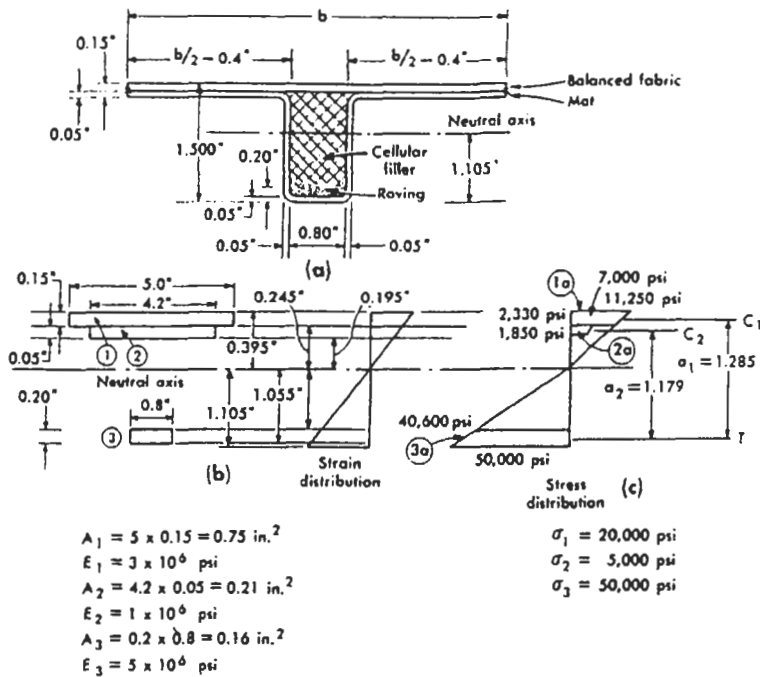 b
0.15"
b/2 – 0.4"
b/2 – 0.4"
Balanced fabric
Mat
0.05"
Neutral axis
1.500"
0.20"
Cellular
filler
1.105"
Roving
0.05"
0.80"
0.05"
0.05"
(a)
0.15"
5.0"
4.2"
0.245"
0.195"
1a
7,000 psi
11,250 psi
2,330 psi
1,850 psi
C1
C2
2a
0.05"
1
2
0.395"
a1 = 1.285
Neutral axis
a2 = 1.179
0.20"
0.8"
1.105"
1.055"
3
40,600 psi
3a
T
(b)
50,000 psi
Strain
distribution
Stress
distribution
(c)
A1 = 5 x 0.15 = 0.75 in.2
E1 = 3 x 106 psi
A2 = 4.2 x 0.05 = 0.21 in.2
E2 = 1 x 106 psi
A3 = 0.2 x 0.8 = 0.16 in.2
E3 = 5 x 106 psi
σ1 = 20,000 psi
σ2 = 5,000 psi
σ3 = 50,000 psi